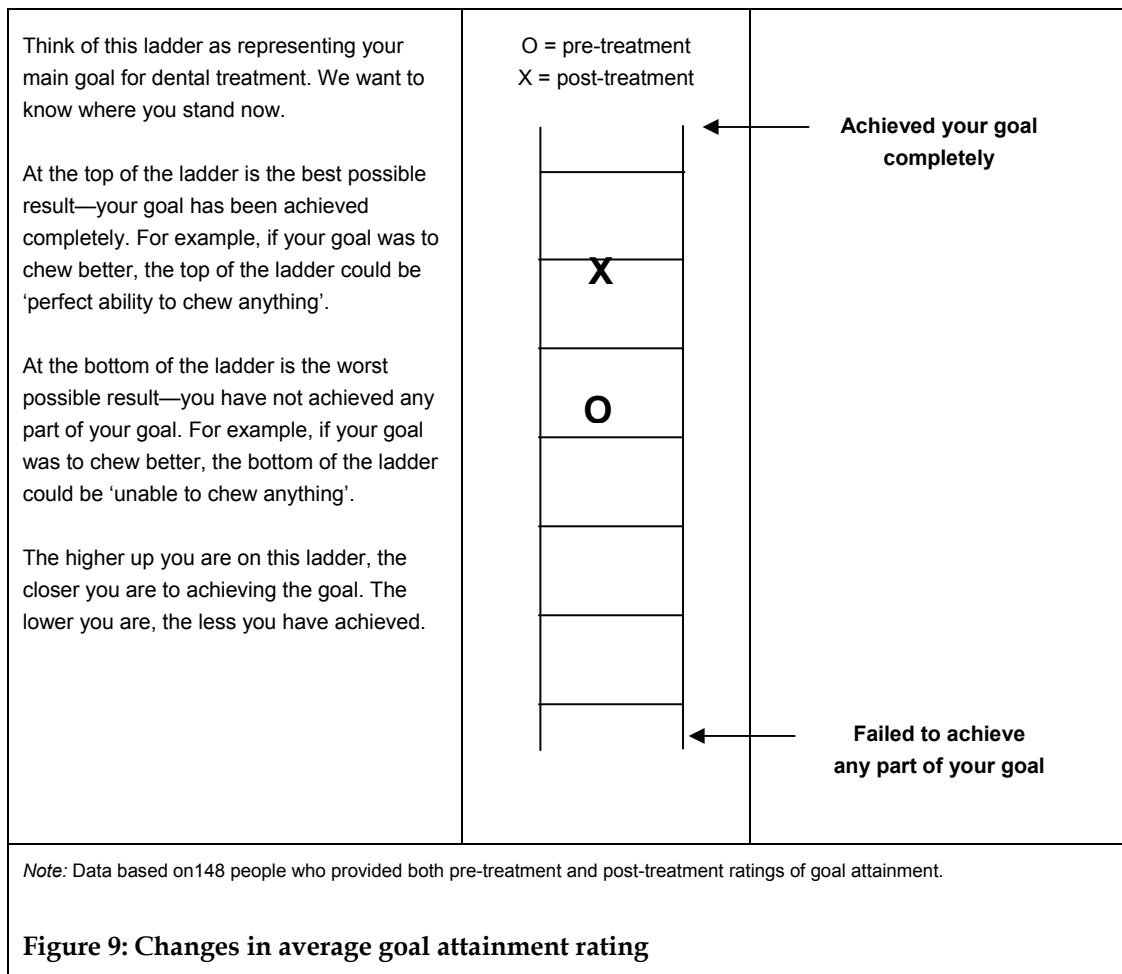 Think of this ladder as representing your
main goal for dental treatment. We want to
know where you stand now.
At the top of the ladder is the best possible
result—your goal has been achieved
completely. For example, if your goal was to
chew better, the top of the ladder could be
‘perfect ability to chew anything’.
At the bottom of the ladder is the worst
possible result—you have not achieved any
part of your goal. For example, if your goal
was to chew better, the bottom of the ladder
could be ‘unable to chew anything’.
The higher up you are on this ladder, the
closer you are to achieving the goal. The
lower you are, the less you have achieved.
O = pre-treatment
X = post-treatment
X
O
Achieved your goal
completely
Failed to achieve
any part of your goal
Note: Data based on148 people who provided both pre-treatment and post-treatment ratings of goal attainment.
Figure 9: Changes in average goal attainment rating